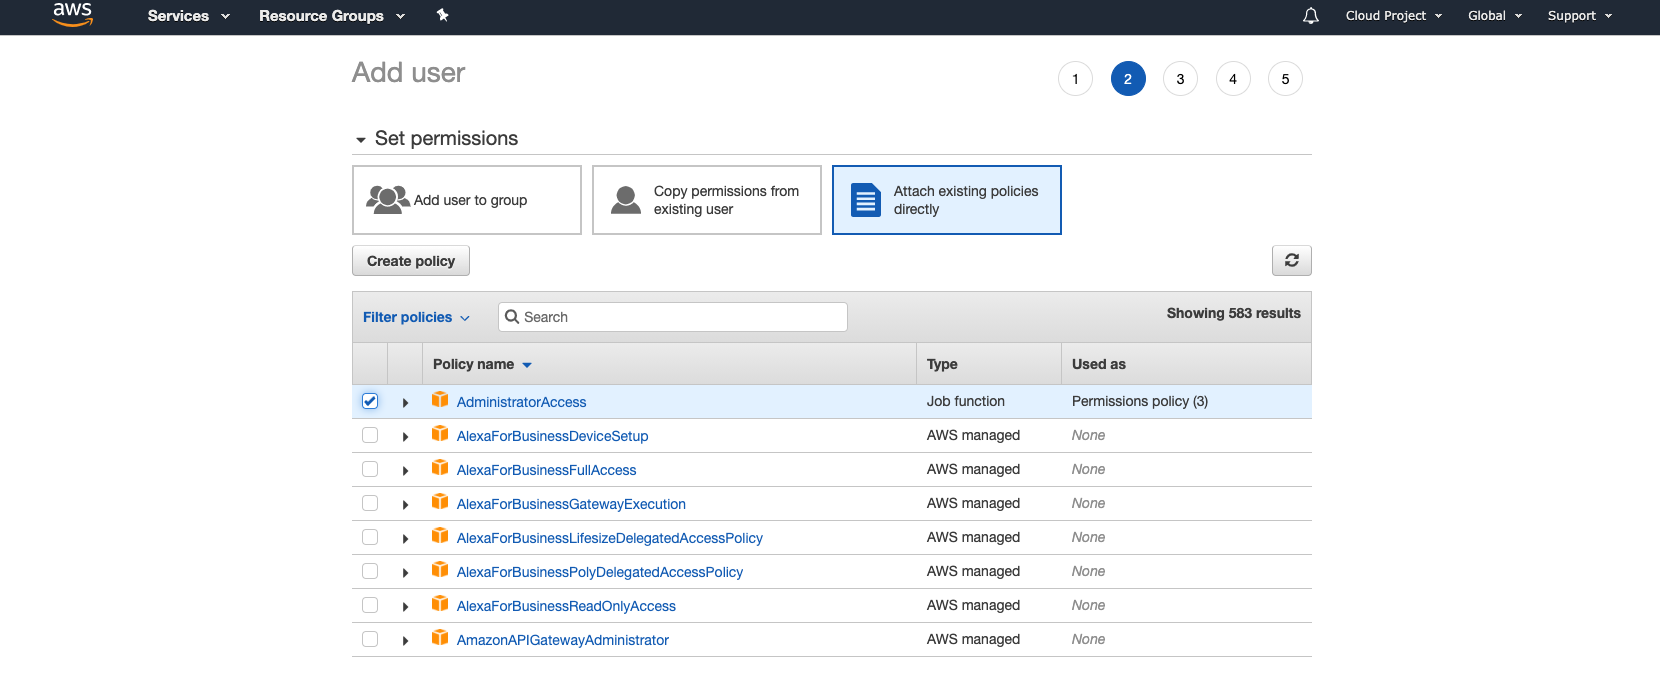 aws Services Resource Groups Cloud Project Global Support
Add user 1 2 3 4 5
Set permissions
Add user to group
Copy permissions from
existing user
Attach existing policies
directly
Create policy
Filter policies Search Showing 583 results
Policy name Type Used as
AdministratorAccess Job function Permissions policy (3)
AlexaForBusinessDeviceSetup AWS managed None
AlexaForBusinessFullAccess AWS managed None
AlexaForBusinessGatewayExecution AWS managed None
AlexaForBusinessLifesizeDelegatedAccessPolicy AWS managed None
AlexaForBusinessPolyDelegatedAccessPolicy AWS managed None
AlexaForBusinessReadOnlyAccess AWS managed None
AmazonAPIGatewayAdministrator AWS managed None